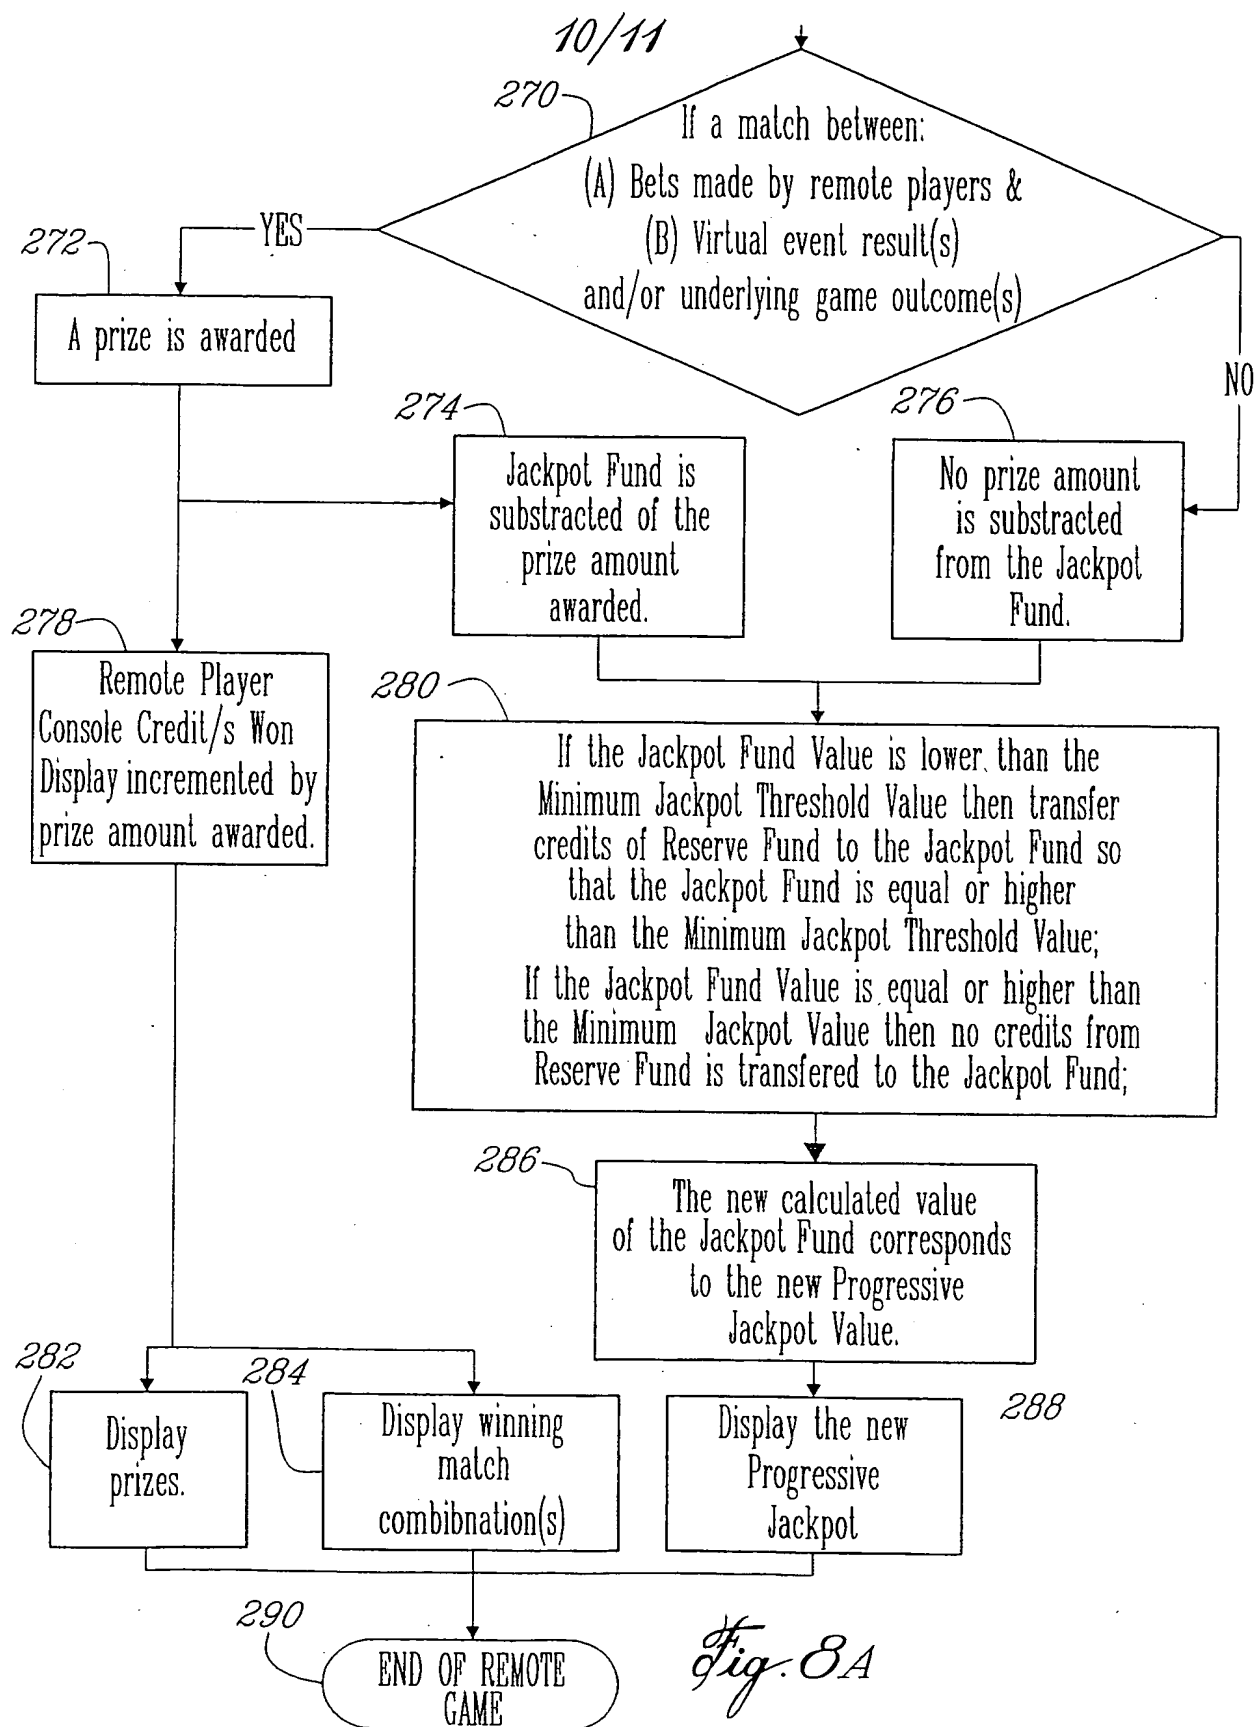 10/11
270
If a match between:
(A) Bets made by remote players &
(B) Virtual event result(s)
and/or underlying game outcome(s)
YES
NO
272
A prize is awarded
274
Jackpot Fund is
substracted of the
prize amount
awarded.
276
No prize amount
is substracted
from the Jackpot
Fund.
278
Remote Player
Console Credit/s Won
Display incremented by
prize amount awarded.
280
If the Jackpot Fund Value is lower than the
Minimum Jackpot Threshold Value then transfer
credits of Reserve Fund to the Jackpot Fund so
that the Jackpot Fund is equal or higher
than the Minimum Jackpot Threshold Value;
If the Jackpot Fund Value is equal or higher than
the Minimum Jackpot Value then no credits from
Reserve Fund is transfered to the Jackpot Fund;
286
The new calculated value
of the Jackpot Fund corresponds
to the new Progressive
Jackpot Value.
282
Display
prizes.
284
Display winning
match
combibnation(s)
288
Display the new
Progressive
Jackpot
290
END OF REMOTE
GAME
Fig. 8A